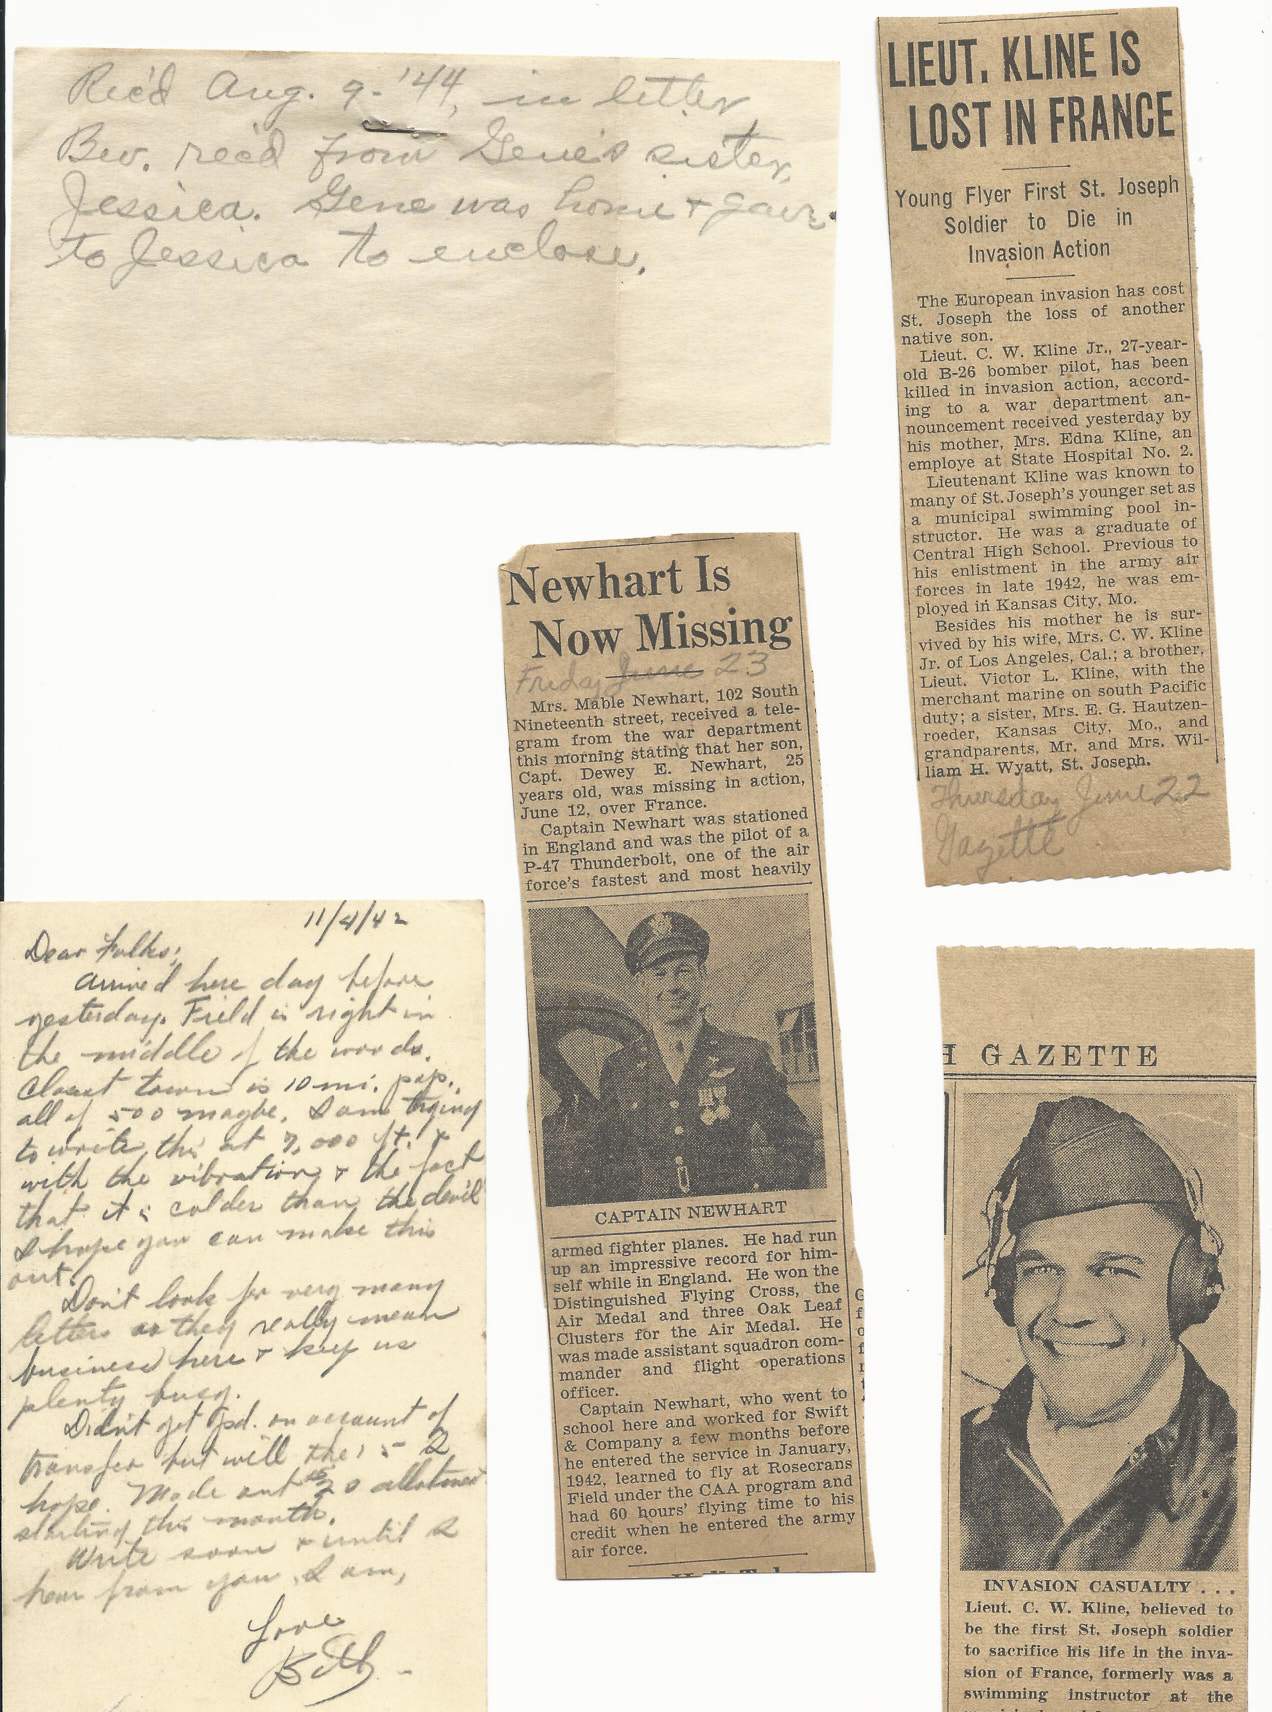 Rec'd Aug. 9-'44, in letter
Bev. rec'd from Gene's sister,
Jessica. Gene was home + gave
to Jessica to enclose.
LIEUT. KLINE IS
LOST IN FRANCE
Young Flyer First St. Joseph
Soldier to Die in
Invasion Action
The European invasion has cost
St. Joseph the loss of another
native son.
Lieut. C. W. Kline Jr., 27-year-
old B-26 bomber pilot, has been
killed in invasion action, accord-
ing to a war department an-
nouncement received yesterday by
his mother, Mrs. Edna Kline, an
employe at State Hospital No. 2.
Lieutenant Kline was known to
many of St. Joseph's younger set as
a municipal swimming pool in-
structor. He was a graduate of
Central High School. Previous to
his enlistment in the army air
forces in late 1942, he was em-
ployed in Kansas City, Mo.
Besides his mother he is sur-
vived by his wife, Mrs. C. W. Kline
Jr. of Los Angeles, Cal.; a brother,
Lieut. Victor L. Kline, with the
merchant marine on south Pacific
duty; a sister, Mrs. E. G. Hautzen-
roeder, Kansas City, Mo., and
grandparents, Mr. and Mrs. Wil-
liam H. Wyatt, St. Joseph.
Thursday June 22
Gazette
Newhart Is
Now Missing
Friday June 23
Mrs. Mable Newhart, 102 South
Nineteenth street, received a tele-
gram from the war department
this morning stating that her son,
Capt. Dewey E. Newhart, 25
years old, was missing in action,
June 12, over France.
Captain Newhart was stationed
in England and was the pilot of a
P-47 Thunderbolt, one of the air
force's fastest and most heavily
CAPTAIN NEWHART
armed fighter planes. He had run
up an impressive record for him-
self while in England. He won the
Distinguished Flying Cross, the
Air Medal and three Oak Leaf
Clusters for the Air Medal. He
was made assistant squadron com-
mander and flight operations
officer.
Captain Newhart, who went to
school here and worked for Swift
& Company a few months before
he entered the service in January,
1942, learned to fly at Rosecrans
Field under the CAA program and
had 60 hours' flying time to his
credit when he entered the army
air force.
11/4/42
Dear Folks;
Arrived here day before
yesterday. Field is right in
the middle of the woods.
Closest town is 10 mi. pop.
all of 500 maybe. I am trying
to write this at 7,000 ft. +
with the vibration + the fact
that it's colder than the devil
I hope you can make this
out.
Don't look for very many
letters as they really mean
business here + keep us
plenty busy.
Didn't get pd. on account of
transfer but will the 15- I
hope. Made out allotment
starting this month.
Write soon + until I
hear from you, I am,
Love
H GAZETTE
INVASION CASUALTY . . .
Lieut. C. W. Kline, believed to
be the first St. Joseph soldier
to sacrifice his life in the inva-
sion of France, formerly was a
swimming instructor at the